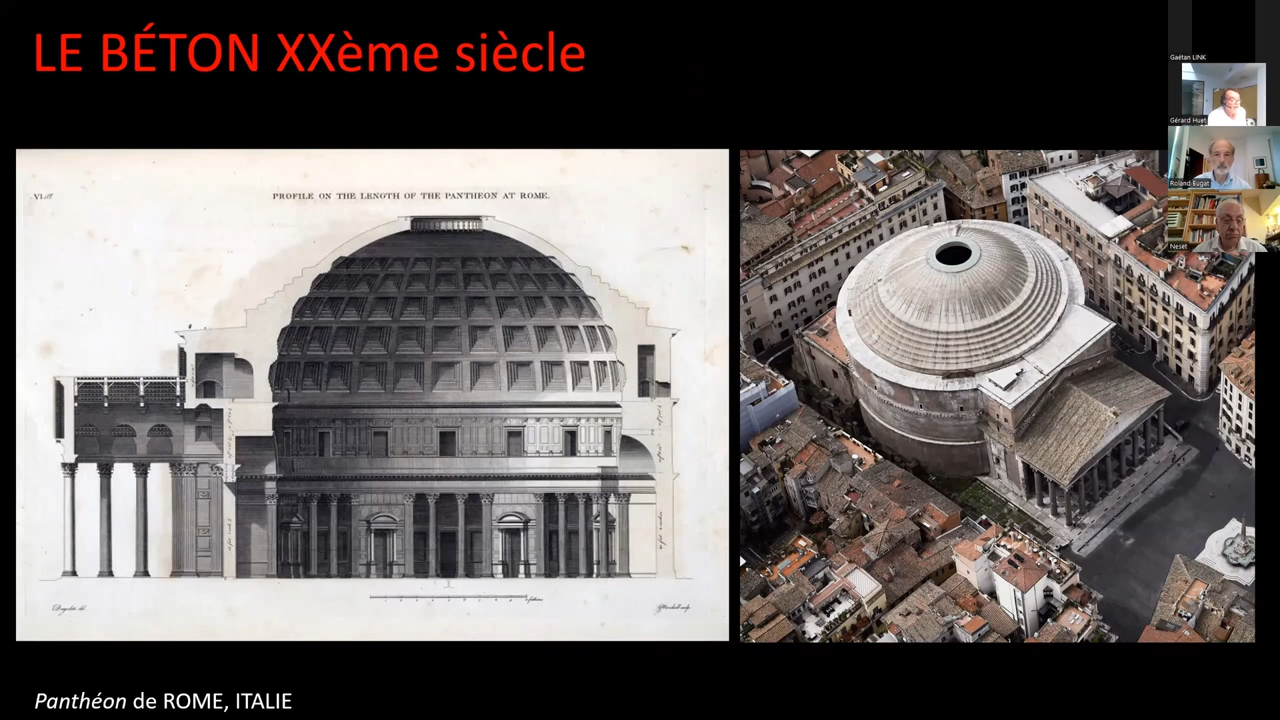 LE BÉTON XXème siècle
Gaétan LINK
Gérard Huet
Roland Bugat
Neset
PROFILE ON THE LENGTH OF THE PANTHEON AT ROME.
Panthéon de ROME, ITALIE